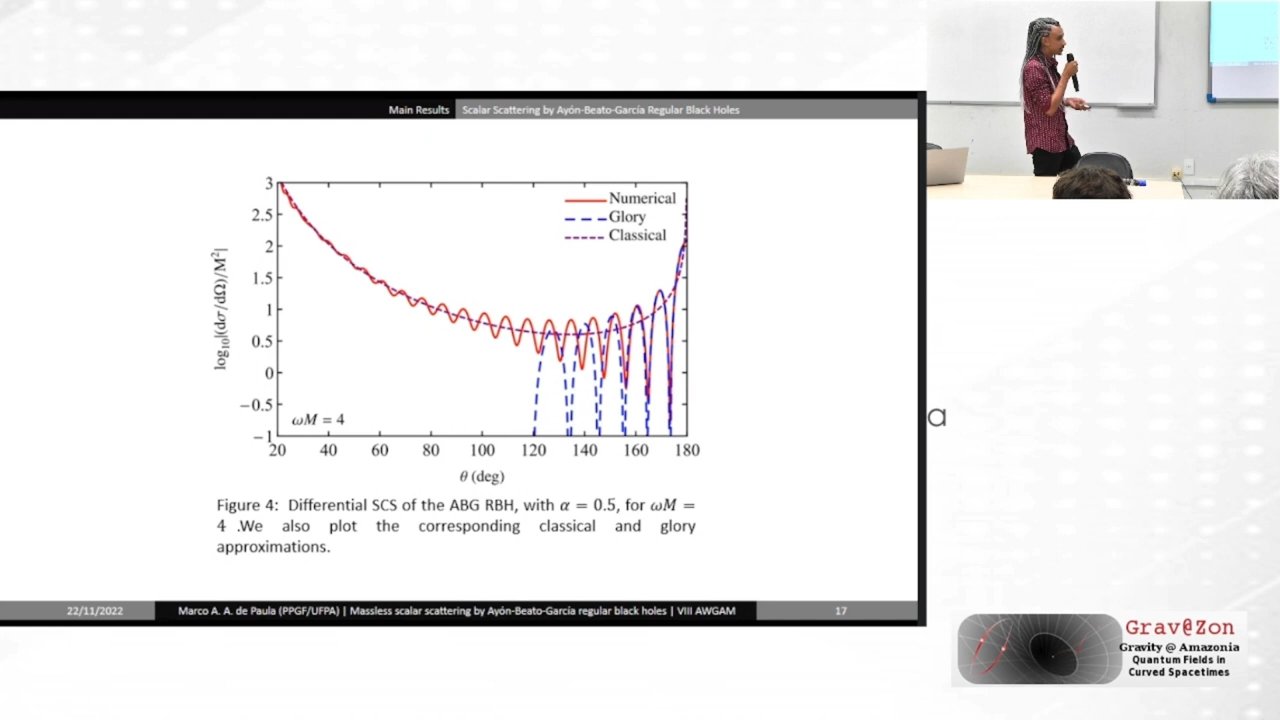 Main Results Scalar Scattering by Ayón-Beato-García Regular Black Holes
Numerical
Glory
Classical
3
2.5
2
1.5
1
0.5
0
−0.5
−1
log10|(dσ/dΩ)/M²|
ωM = 4
20 40 60 80 100 120 140 160 180
θ (deg)
Figure 4: Differential SCS of the ABG RBH, with α = 0.5, for ωM =
4 .We also plot the corresponding classical and glory
approximations.
22/11/2022 Marco A. A. de Paula (PPGF/UFPA) | Massless scalar scattering by Ayón-Beato-García regular black holes | VIII AWGAM 17
a
Grav@Zon
Gravity @ Amazonia
Quantum Fields in
Curved Spacetimes